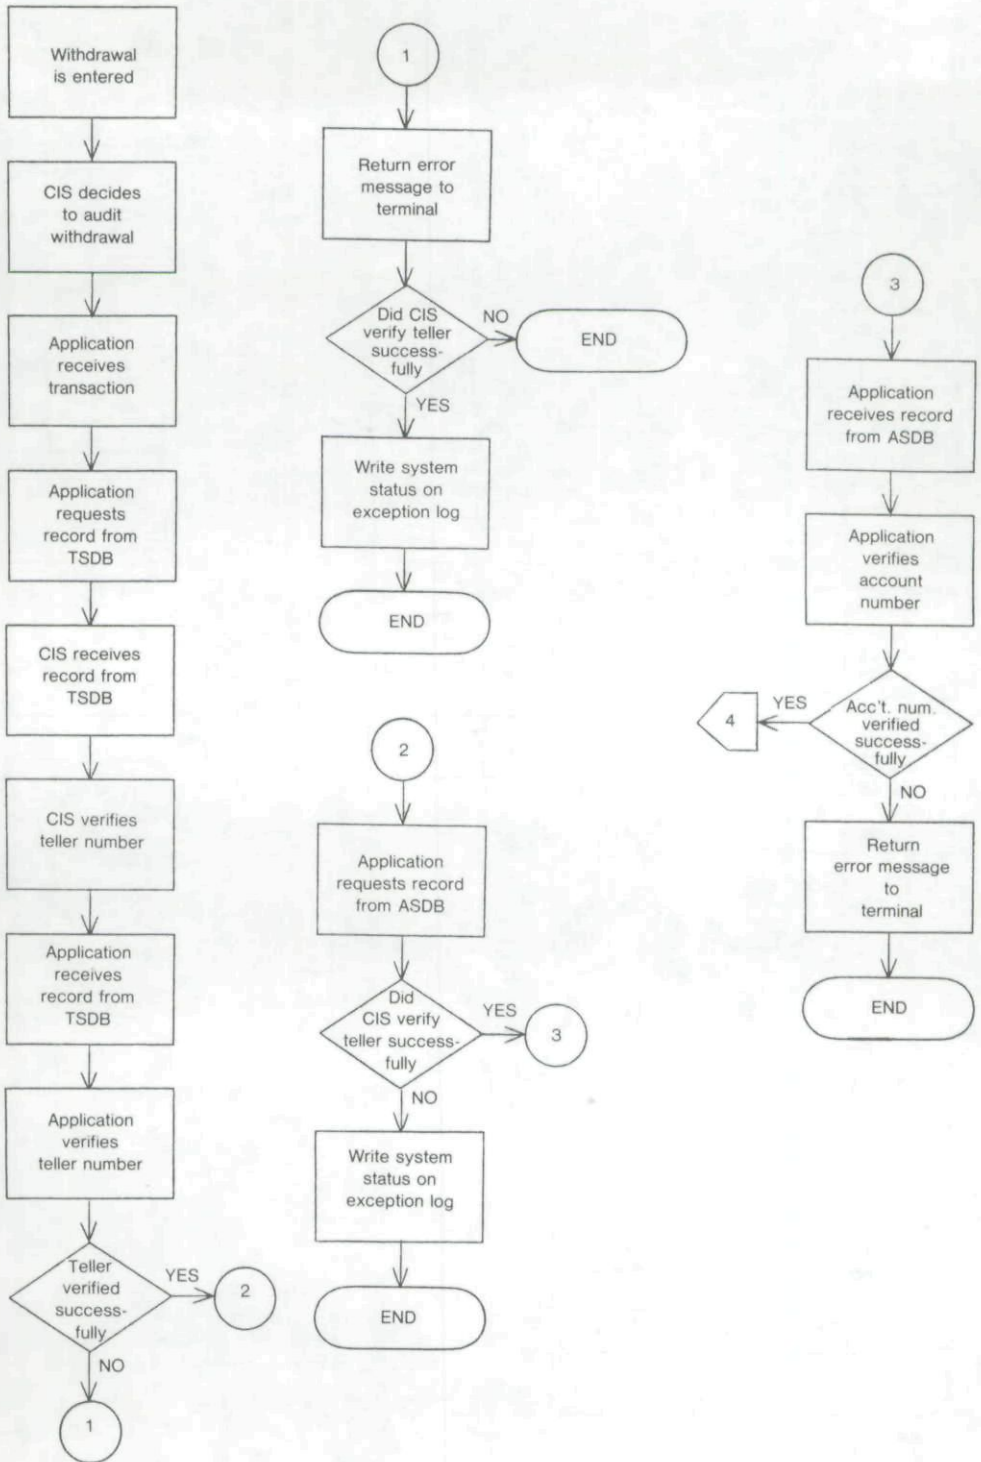 Withdrawal
is entered
CIS decides
to audit
withdrawal
Application
receives
transaction
Application
requests
record from
TSDB
CIS receives
record from
TSDB
CIS verifies
teller number
Application
receives
record from
TSDB
Application
verifies
teller number
Teller
verified
success-
fully
YES
2
NO
1
1
Return error
message to
terminal
Did CIS
verify teller
success-
fully
NO
END
YES
Write system
status on
exception log
END
2
Application
requests record
from ASDB
Did
CIS verify
teller success-
fully
YES
3
NO
Write system
status on
exception log
END
3
Application
receives record
from ASDB
Application
verifies
account
number
Acc't. num.
verified
success-
fully
YES
4
NO
Return
error message
to
terminal
END